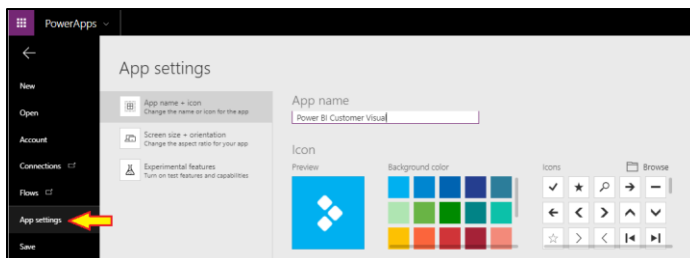 PowerApps
New
Open
Account
Connections
Flows
App settings
Save
App settings
App name + icon
Change the name or icon for the app
Screen size + orientation
Change the aspect ratio for your app
Experimental features
Turn on test features and capabilities
App name
Power BI Customer Visual
Icon
Preview
Background color
Icons
Browse